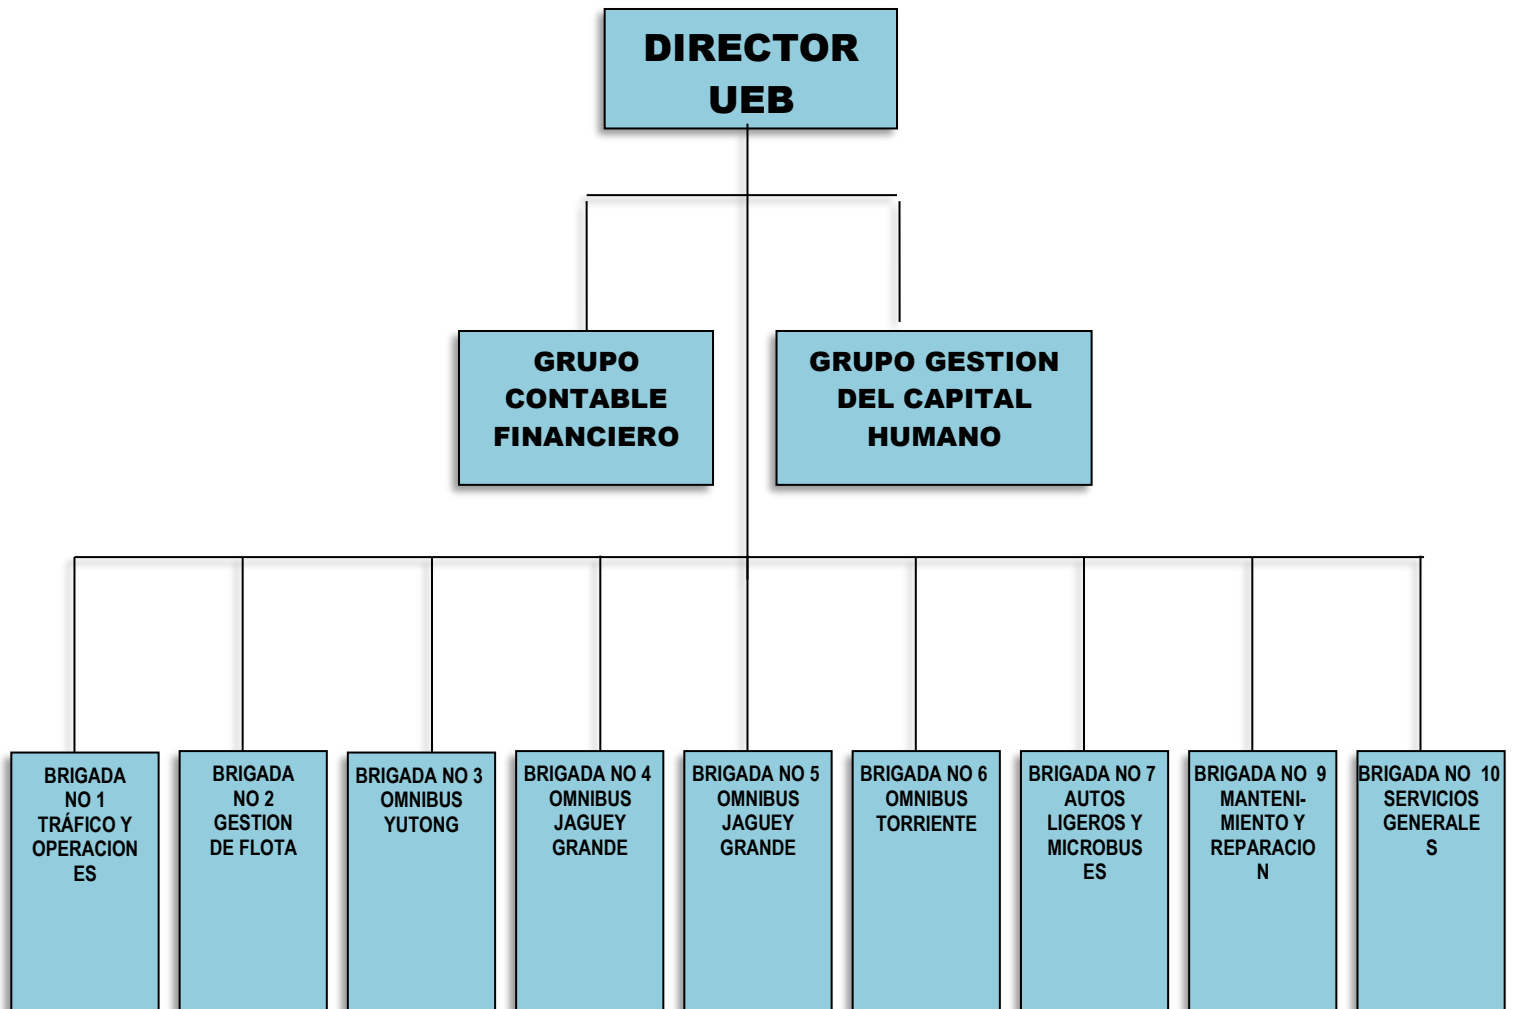 DIRECTOR
UEB
GRUPO
CONTABLE
FINANCIERO
GRUPO GESTION
DEL CAPITAL
HUMANO
BRIGADA
NO 1
TRÁFICO Y
OPERACION
ES
BRIGADA
NO 2
GESTION
DE FLOTA
BRIGADA NO 3
OMNIBUS
YUTONG
BRIGADA NO 4
OMNIBUS
JAGUEY
GRANDE
BRIGADA NO 5
OMNIBUS
JAGUEY
GRANDE
BRIGADA NO 6
OMNIBUS
TORRIENTE
BRIGADA NO 7
AUTOS
LIGEROS Y
MICROBUS
ES
BRIGADA NO  9
MANTENI-
MIENTO Y
REPARACIO
N
BRIGADA NO  10
SERVICIOS
GENERALE
S